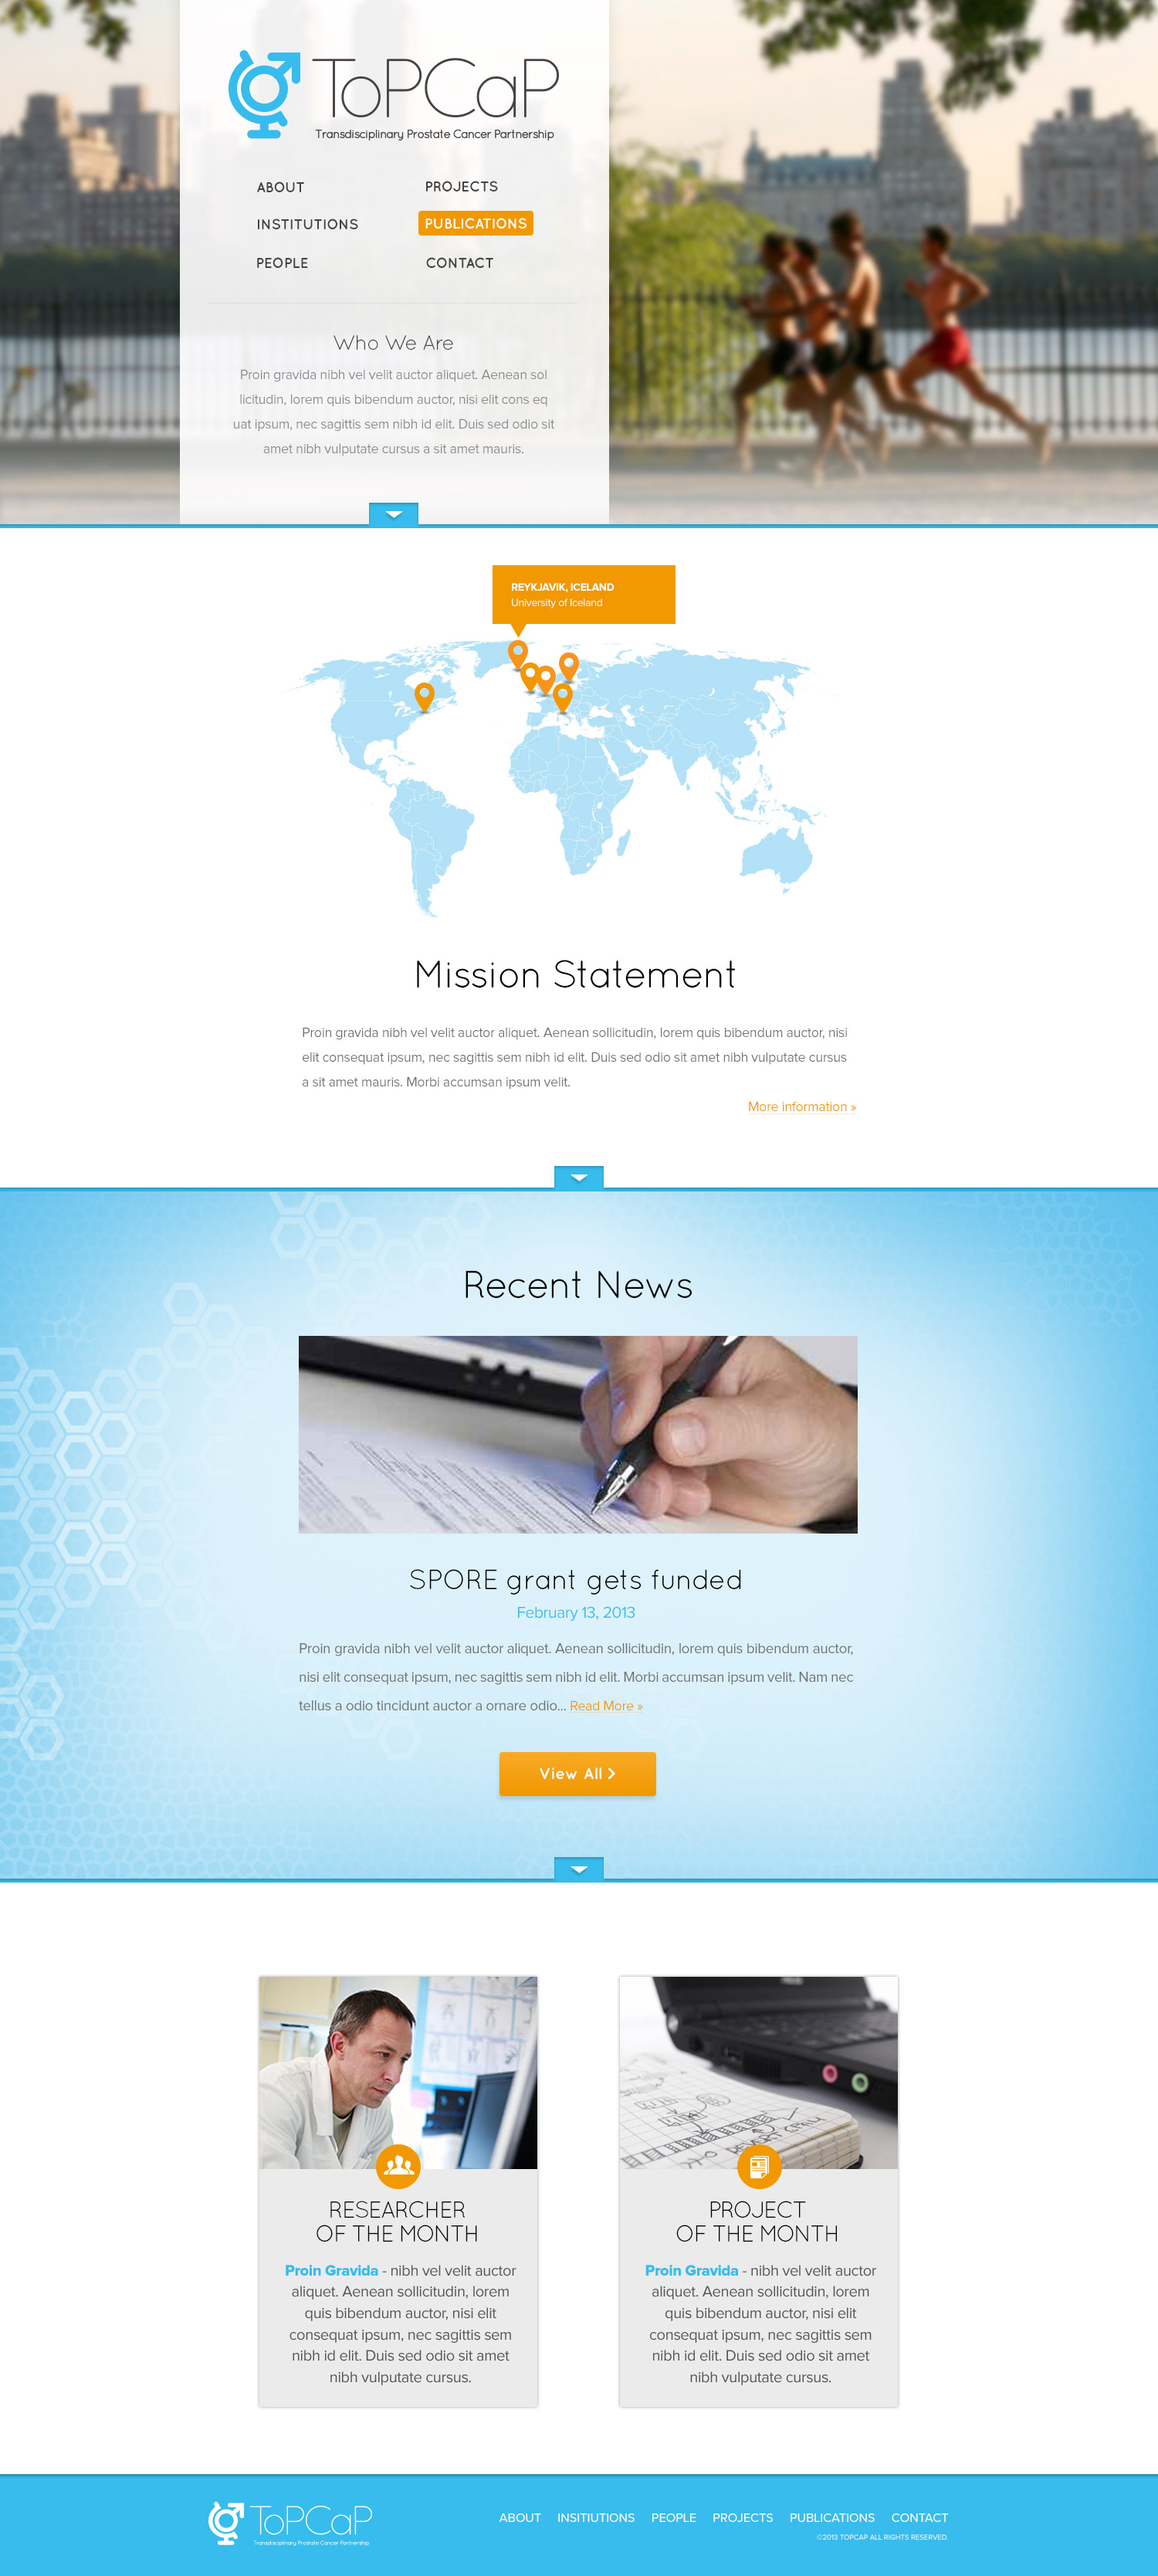 ToPCaP
Transdisciplinary Prostate Cancer Partnership
ABOUT
PROJECTS
INSTITUTIONS
PUBLICATIONS
PEOPLE
CONTACT
Who We Are
Proin gravida nibh vel velit auctor aliquet. Aenean sol
licitudin, lorem quis bibendum auctor, nisi elit cons eq
uat ipsum, nec sagittis sem nibh id elit. Duis sed odio sit
amet nibh vulputate cursus a sit amet mauris.
REYKJAVIK, ICELAND
University of Iceland
Mission Statement
Proin gravida nibh vel velit auctor aliquet. Aenean sollicitudin, lorem quis bibendum auctor, nisi
elit consequat ipsum, nec sagittis sem nibh id elit. Duis sed odio sit amet nibh vulputate cursus
a sit amet mauris. Morbi accumsan ipsum velit.
More information »
Recent News
SPORE grant gets funded
February 13, 2013
Proin gravida nibh vel velit auctor aliquet. Aenean sollicitudin, lorem quis bibendum auctor,
nisi elit consequat ipsum, nec sagittis sem nibh id elit. Morbi accumsan ipsum velit. Nam nec
tellus a odio tincidunt auctor a ornare odio... Read More »
View All >
RESEARCHER
OF THE MONTH
Proin Gravida - nibh vel velit auctor
aliquet. Aenean sollicitudin, lorem
quis bibendum auctor, nisi elit
consequat ipsum, nec sagittis sem
nibh id elit. Duis sed odio sit amet
nibh vulputate cursus.
PROJECT
OF THE MONTH
Proin Gravida - nibh vel velit auctor
aliquet. Aenean sollicitudin, lorem
quis bibendum auctor, nisi elit
consequat ipsum, nec sagittis sem
nibh id elit. Duis sed odio sit amet
nibh vulputate cursus.
ToPCaP
Transdisciplinary Prostate Cancer Partnership
ABOUT INSITIUTIONS PEOPLE PROJECTS PUBLICATIONS CONTACT
©2013 TOPCAP ALL RIGHTS RESERVED.